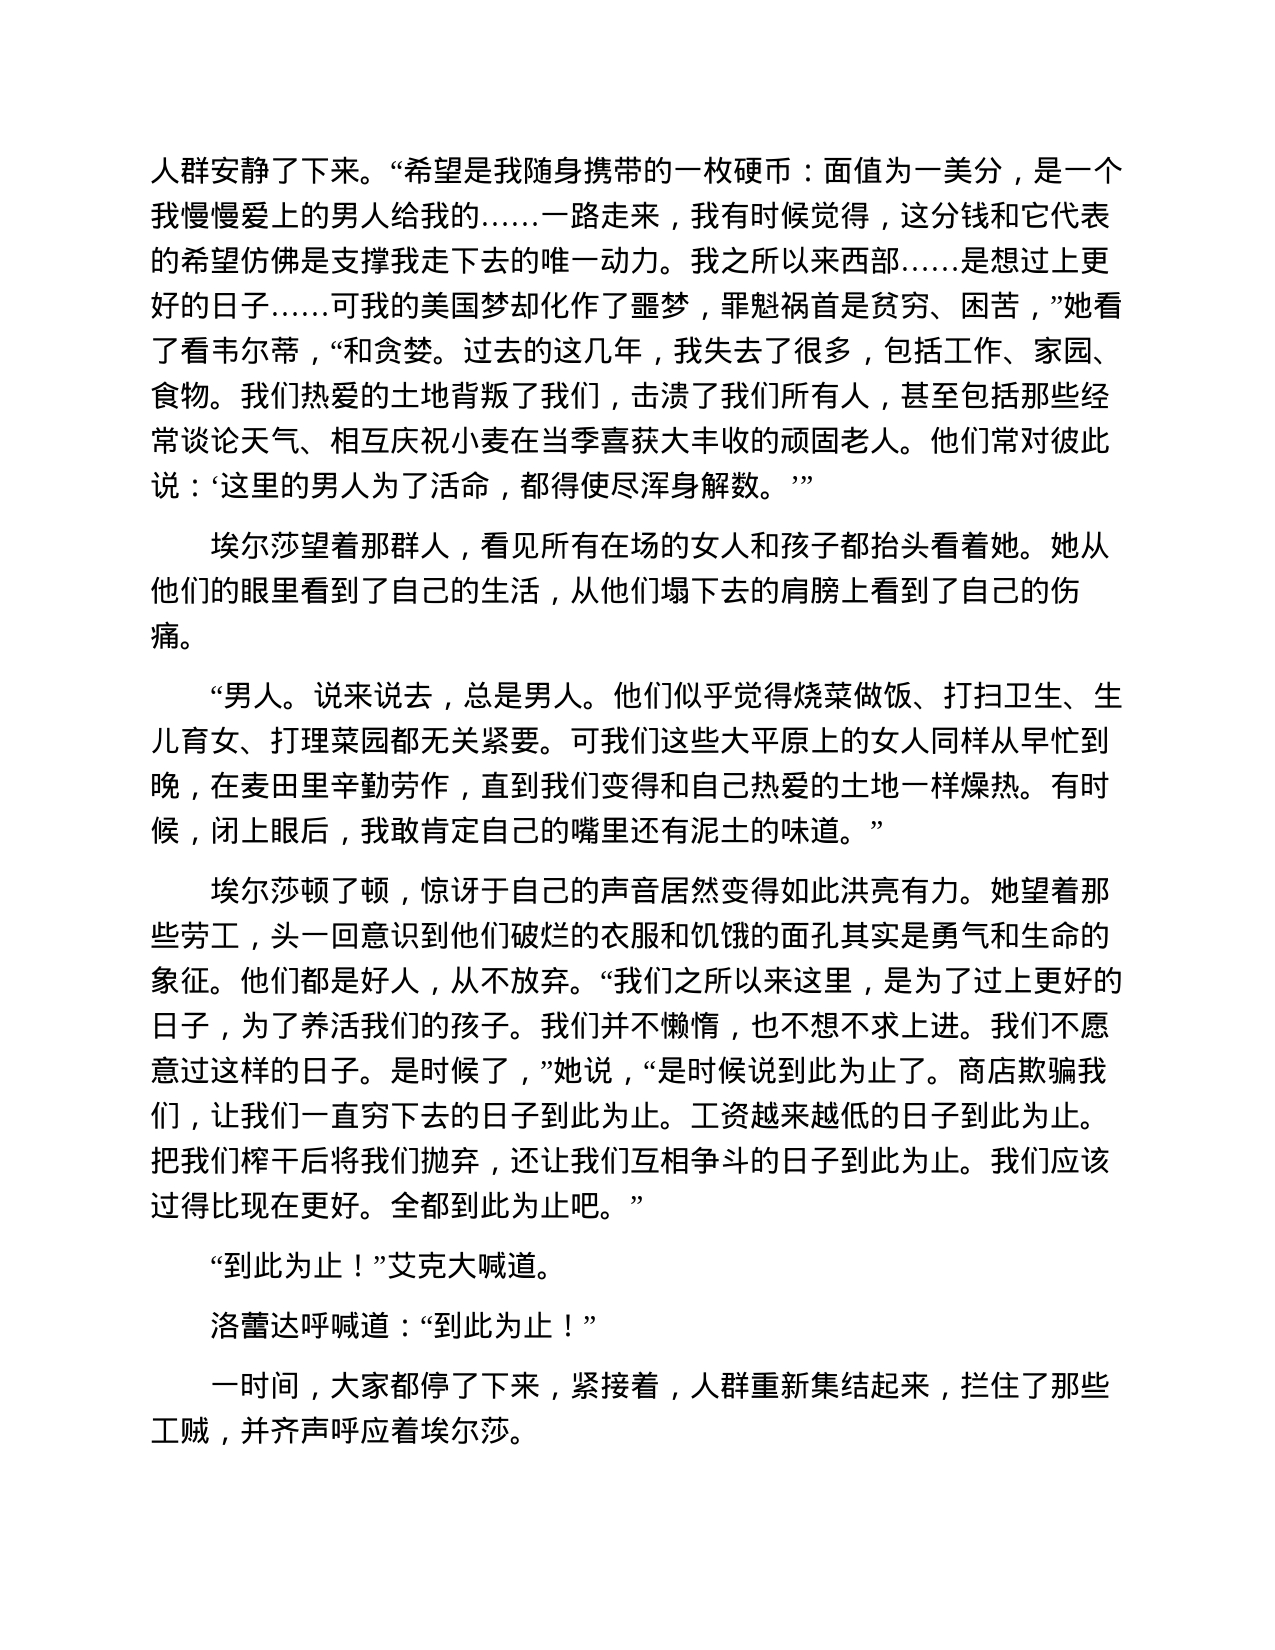 人群安静了下来。“希望是我随身携带的一枚硬币：面值为一美分，是一个
我慢慢爱上的男人给我的……一路走来，我有时候觉得，这分钱和它代表
的希望仿佛是支撑我走下去的唯一动力。我之所以来西部……是想过上更
好的日子……可我的美国梦却化作了噩梦，罪魁祸首是贫穷、困苦，”她看
了看韦尔蒂，“和贪婪。过去的这几年，我失去了很多，包括工作、家园、
食物。我们热爱的土地背叛了我们，击溃了我们所有人，甚至包括那些经
常谈论天气、相互庆祝小麦在当季喜获大丰收的顽固老人。他们常对彼此
说：‘这里的男人为了活命，都得使尽浑身解数。’”
埃尔莎望着那群人，看见所有在场的女人和孩子都抬头看着她。她从
他们的眼里看到了自己的生活，从他们塌下去的肩膀上看到了自己的伤
痛。
“男人。说来说去，总是男人。他们似乎觉得烧菜做饭、打扫卫生、生
儿育女、打理菜园都无关紧要。可我们这些大平原上的女人同样从早忙到
晚，在麦田里辛勤劳作，直到我们变得和自己热爱的土地一样燥热。有时
候，闭上眼后，我敢肯定自己的嘴里还有泥土的味道。”
埃尔莎顿了顿，惊讶于自己的声音居然变得如此洪亮有力。她望着那
些劳工，头一回意识到他们破烂的衣服和饥饿的面孔其实是勇气和生命的
象征。他们都是好人，从不放弃。“我们之所以来这里，是为了过上更好的
日子，为了养活我们的孩子。我们并不懒惰，也不想不求上进。我们不愿
意过这样的日子。是时候了，”她说，“是时候说到此为止了。商店欺骗我
们，让我们一直穷下去的日子到此为止。工资越来越低的日子到此为止。
把我们榨干后将我们抛弃，还让我们互相争斗的日子到此为止。我们应该
过得比现在更好。全都到此为止吧。”
“到此为止！”艾克大喊道。
洛蕾达呼喊道：“到此为止！”
一时间，大家都停了下来，紧接着，人群重新集结起来，拦住了那些
工贼，并齐声呼应着埃尔莎。